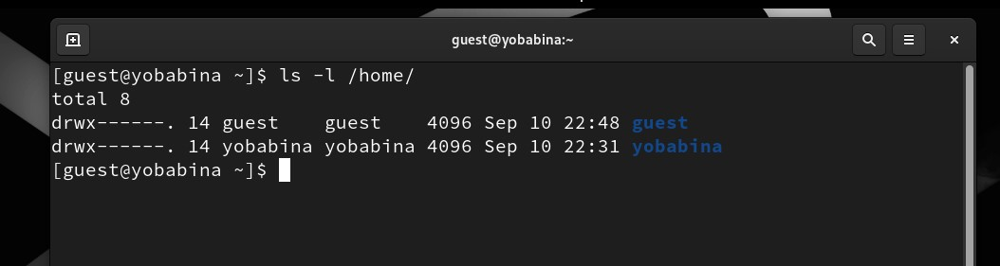 guest@yobabina:~
[guest@yobabina ~]$ ls -l /home/
total 8
drwx------. 14 guest    guest    4096 Sep 10 22:48 guest
drwx------. 14 yobabina yobabina 4096 Sep 10 22:31 yobabina
[guest@yobabina ~]$